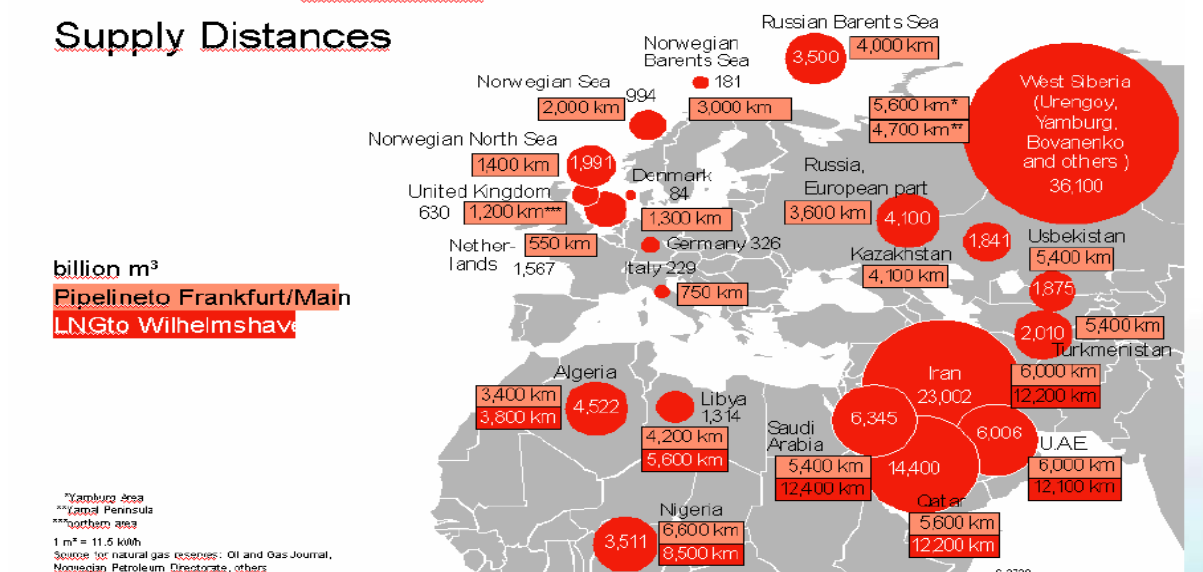 Supply Distances
Russian Barents Sea
4,000 km
3,500
Norwegian
Barents Sea
181
3,000 km
Norwegian Sea
994
2,000 km
West Siberia
(Urengoy,
Yamburg,
Bovanenko
and others )
36,100
5,600 km*
4,700 km**
Norwegian North Sea
1,400 km
1,991
Denmark
84
1,300 km
Russia,
European part
3,600 km
4,100
United Kingdom
630
1,200 km***
Nether-
lands 1,567
550 km
Germany 326
Italy 229
750 km
Kazakhstan
4,100 km
1,841
Usbekistan
5,400 km
1,875
2,010
5,400 km
Turkmenistan
billion m³
Pipelineto Frankfurt/Main
LNGto Wilhelmshave
Iran
23,002
6,000 km
12,200 km
Algeria
3,400 km
3,800 km
4,522
Libya
1,314
4,200 km
5,600 km
Saudi
Arabia
6,345
5,400 km
12,400 km
6,006
U.A.E
6,000 km
12,100 km
14,400
Qatar
5,600 km
12,200 km
Nigeria
3,511
6,600 km
8,500 km
*Yamburg Area
**Yamal Peninsula
***northern area
1 m³ = 11.5 kWh
Source for natural gas reserves: Oil and Gas Journal,
Norwegian Petroleum Directorate, others